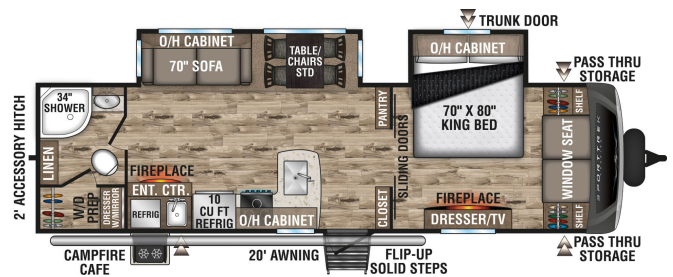 TRUNK DOOR
O/H CABINET
70" SOFA
TABLE/
CHAIRS
STD
O/H CABINET
70" X 80"
KING BED
PASS THRU
STORAGE
SHELF
34"
SHOWER
2' ACCESSORY HITCH
LINEN
PANTRY
SLIDING DOORS
WINDOW SEAT
SPORTTREK
FIREPLACE
ENT. CTR.
W/D
PREP
DRESSER
W/MIRROR
REFRIG
10
CU FT
REFRIG
O/H CABINET
CLOSET
FIREPLACE
DRESSER/TV
SHELF
CAMPFIRE
CAFE
20' AWNING
FLIP-UP
SOLID STEPS
PASS THRU
STORAGE